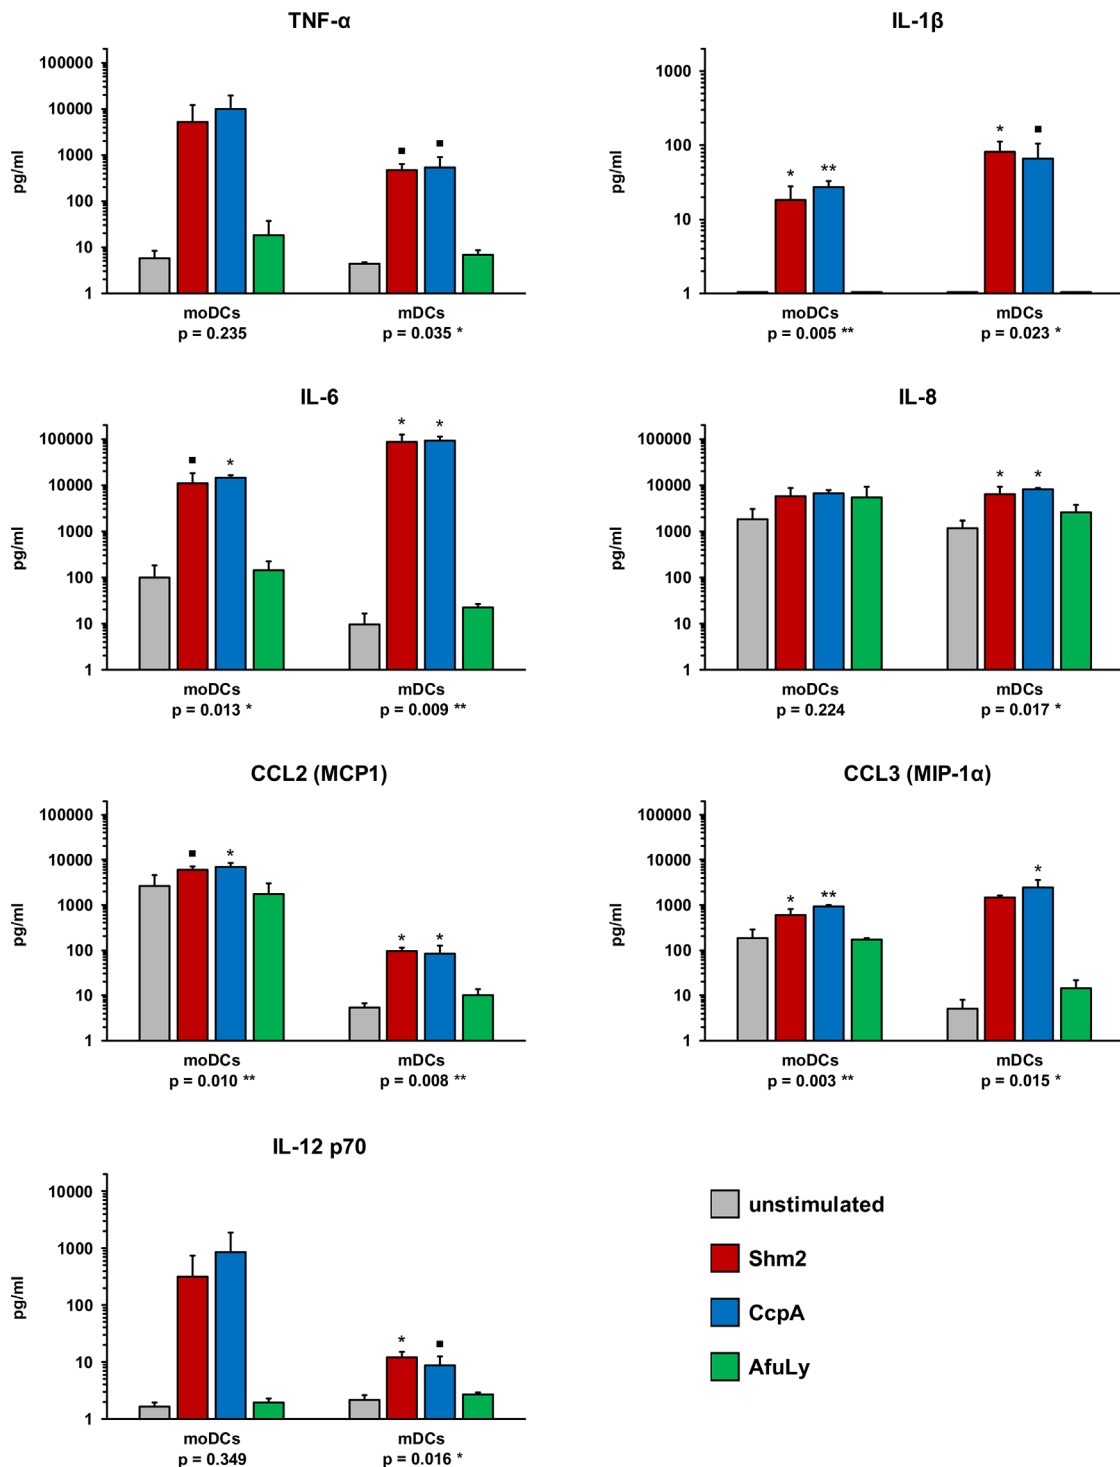 TNF-α
100000
10000
1000
100
10
1
pg/ml
moDCs
p = 0.235
mDCs
p = 0.035 *
IL-1β
1000
100
10
1
pg/ml
* ** *
moDCs
p = 0.005 **
mDCs
p = 0.023 *
IL-6
100000
10000
1000
100
10
1
pg/ml
* * *
moDCs
p = 0.013 *
mDCs
p = 0.009 **
IL-8
100000
10000
1000
100
10
1
pg/ml
* *
moDCs
p = 0.224
mDCs
p = 0.017 *
CCL2 (MCP1)
100000
10000
1000
100
10
1
pg/ml
* * *
moDCs
p = 0.010 **
mDCs
p = 0.008 **
CCL3 (MIP-1α)
100000
10000
1000
100
10
1
pg/ml
* ** *
moDCs
p = 0.003 **
mDCs
p = 0.015 *
IL-12 p70
10000
1000
100
10
1
pg/ml
*
moDCs
p = 0.349
mDCs
p = 0.016 *
unstimulated
Shm2
CcpA
AfuLy